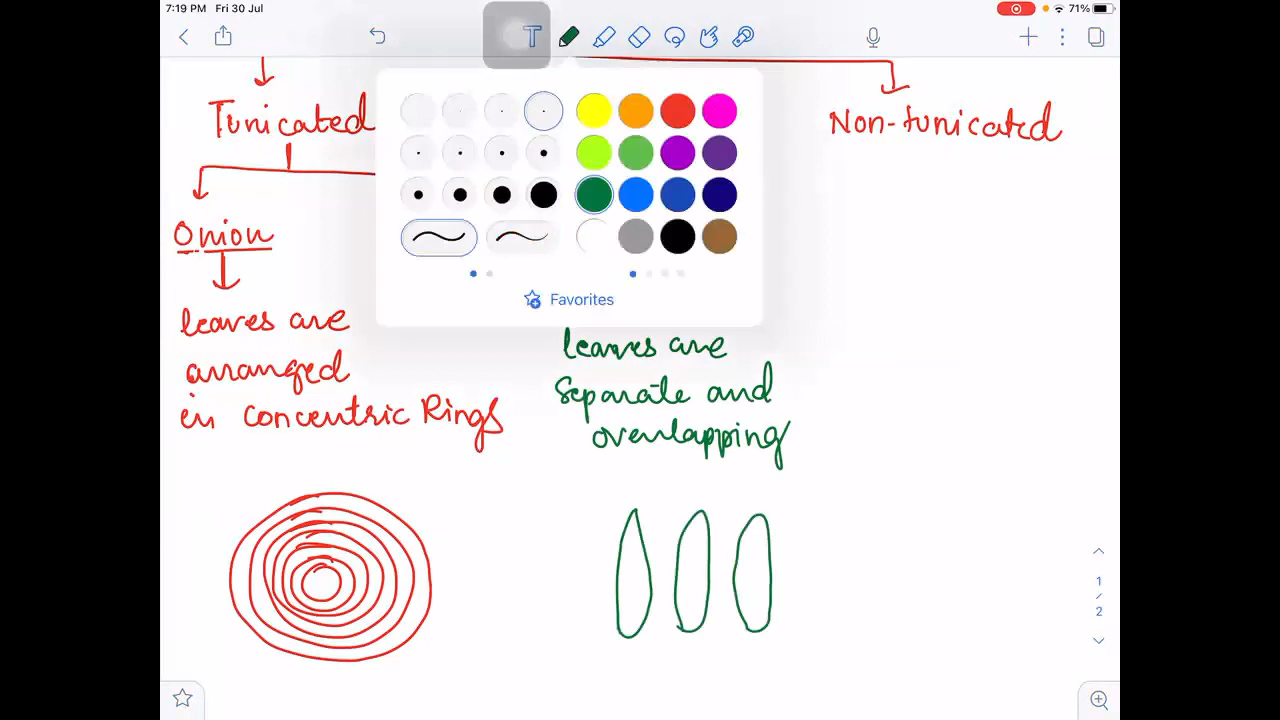 7:19 PM Fri 30 Jul
71%
T
Tunicated
Non-tunicated
Onion
Favorites
leaves are
arranged
in Concentric Rings
leaves are
Separate and
overlapping
1
/
2